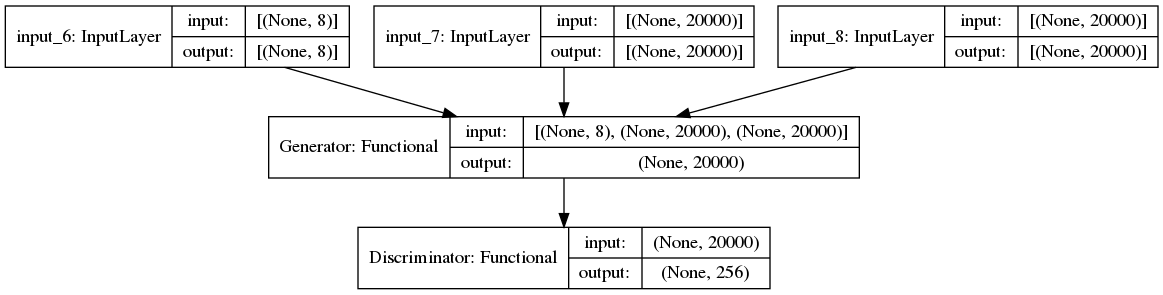 input_6: InputLayer
input: [(None, 8)]
output: [(None, 8)]
input_7: InputLayer
input: [(None, 20000)]
output: [(None, 20000)]
input_8: InputLayer
input: [(None, 20000)]
output: [(None, 20000)]
Generator: Functional
input: [(None, 8), (None, 20000), (None, 20000)]
output: (None, 20000)
Discriminator: Functional
input: (None, 20000)
output: (None, 256)